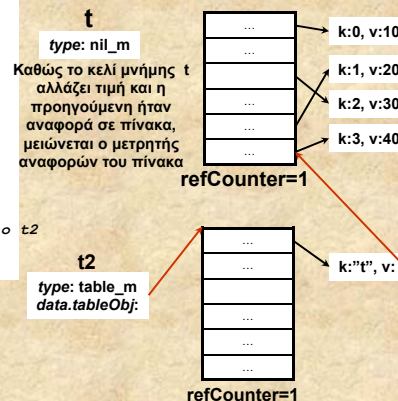 t
type: nil_m
Καθώς το κελί μνήμης t
αλλάζει τιμή και η
προηγούμενη ήταν
αναφορά σε πίνακα,
μειώνεται ο μετρητής
αναφορών του πίνακα
...
...
...
...
...
k:0, v:10
k:1, v:20
k:2, v:30
k:3, v:40
refCounter=1
o t2
t2
type: table_m
data.tableObj:
...
...
...
...
...
k:"t", v:
refCounter=1